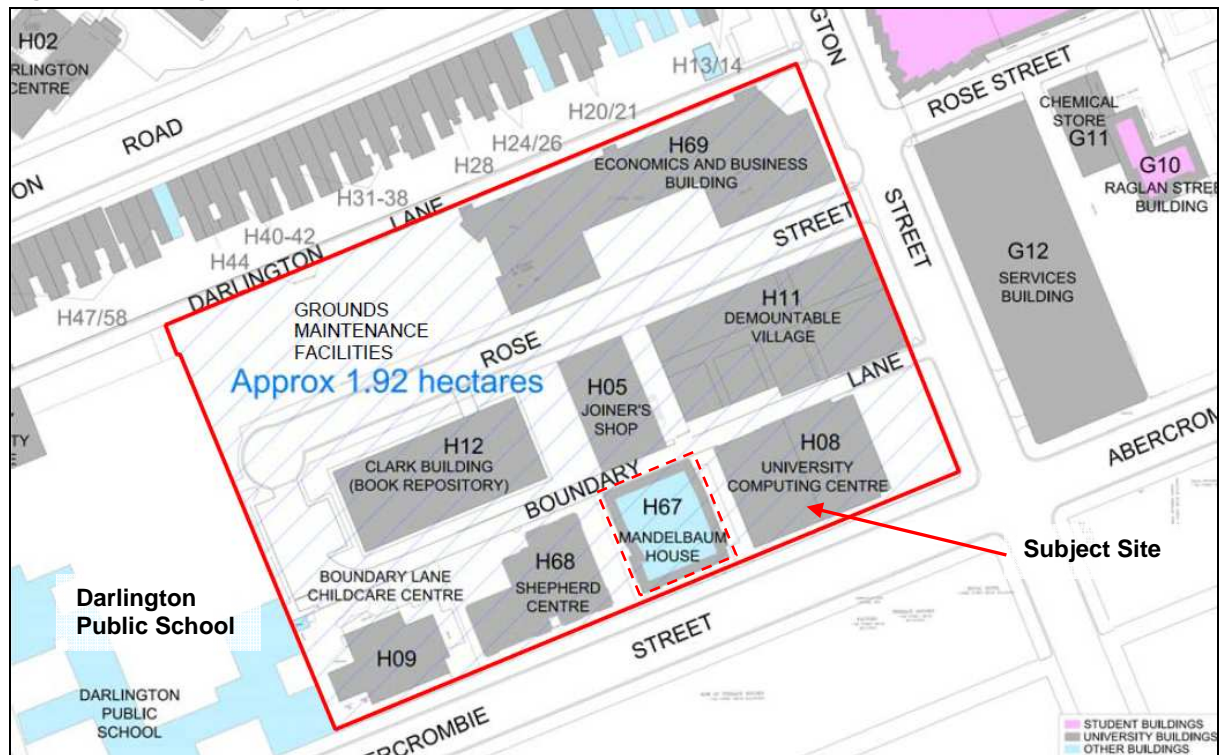 H02
RLINGTON
CENTRE
ROAD
ON
H13/14
H20/21
H24/26
H28
H31-38
H40-42
H44
H47/58
DARLINGTON
LANE
GTON
STREET
ROSE STREET
CHEMICAL
STORE
G11
G10
RAGLAN STREE
BUILDING
H69
ECONOMICS AND BUSINESS
BUILDING
G12
SERVICES
BUILDING
GROUNDS
MAINTENANCE
FACILITIES
Approx 1.92 hectares
ROSE
STREET
H11
DEMOUNTABLE
VILLAGE
H05
JOINER'S
SHOP
H12
CLARK BUILDING
(BOOK REPOSITORY)
BOUNDARY
LANE
H08
UNIVERSITY
COMPUTING CENTRE
ABERCROM
H67
MANDELBAUM
HOUSE
Subject Site
H68
SHEPHERD
CENTRE
BOUNDARY LANE
CHILDCARE CENTRE
H09
TY
E
Darlington
Public School
DARLINGTON
PUBLIC
SCHOOL
ERCROMBIE
STREET
STUDENT BUILDINGS
UNIVERSITY BUILDINGS
OTHER BUILDINGS